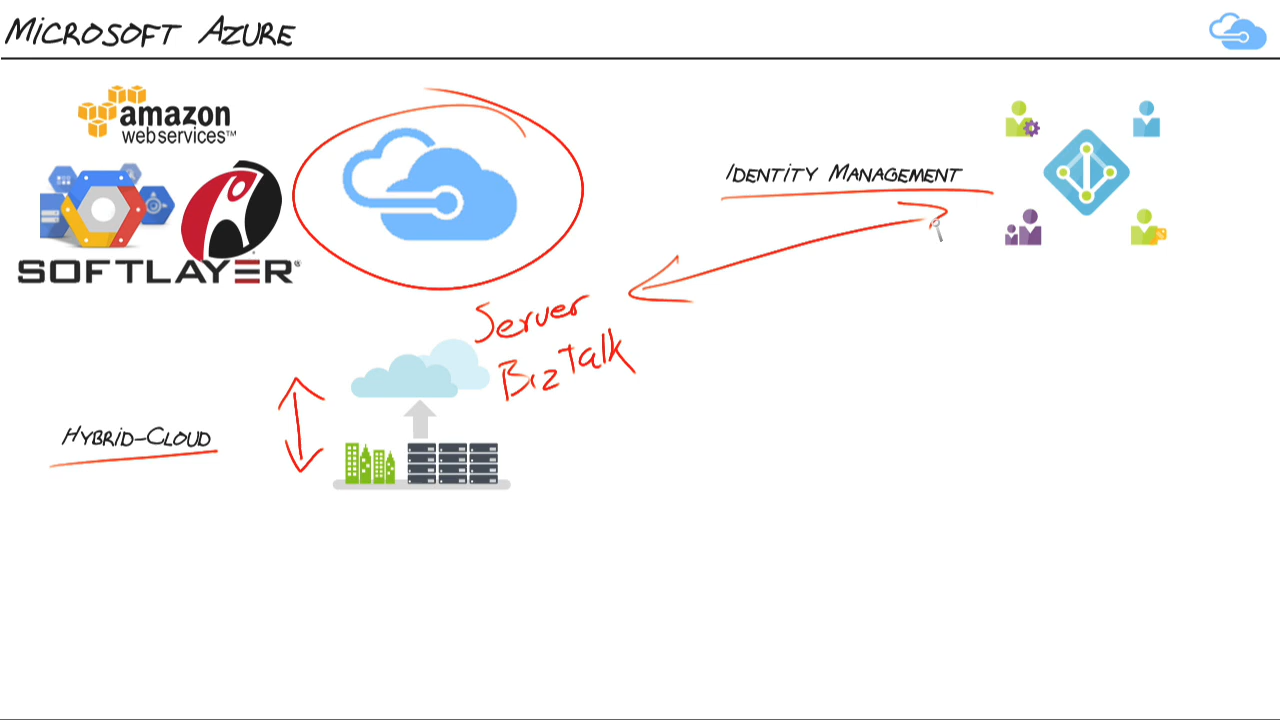 Microsoft Azure
amazon
webservices™
SOFTLAYER®
Identity Management
Server
BizTalk
Hybrid-Cloud